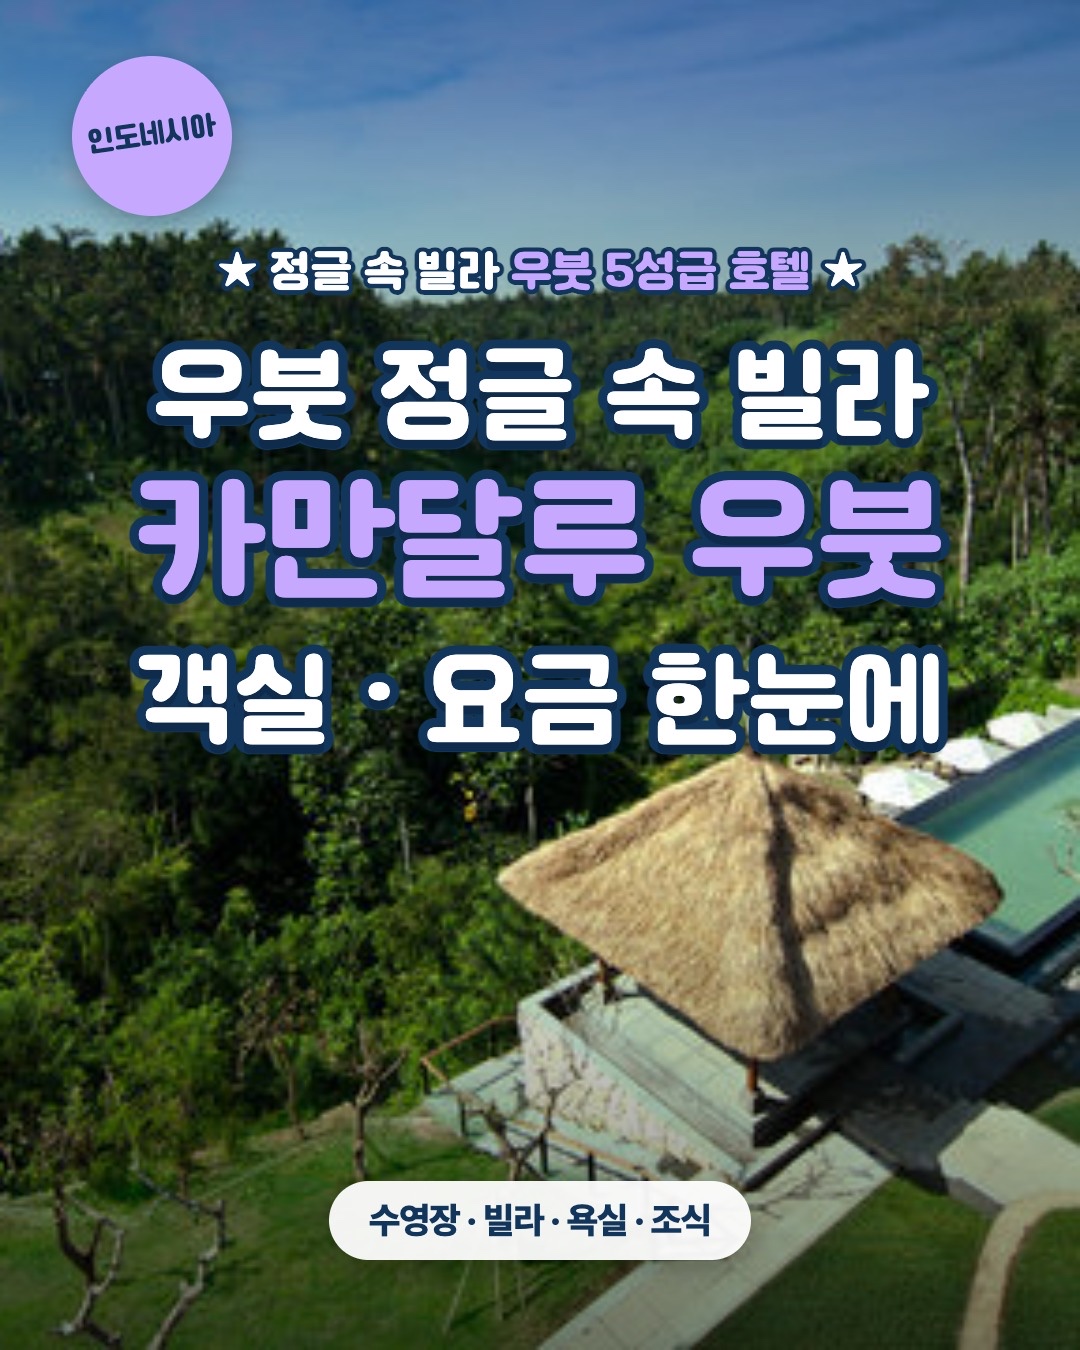 인도네시아
★ 정글 속 빌라 우붓 5성급 호텔 ★
우붓 정글 속 빌라
카만달루 우붓
객실 · 요금 한눈에
수영장 · 빌라 · 욕실 · 조식